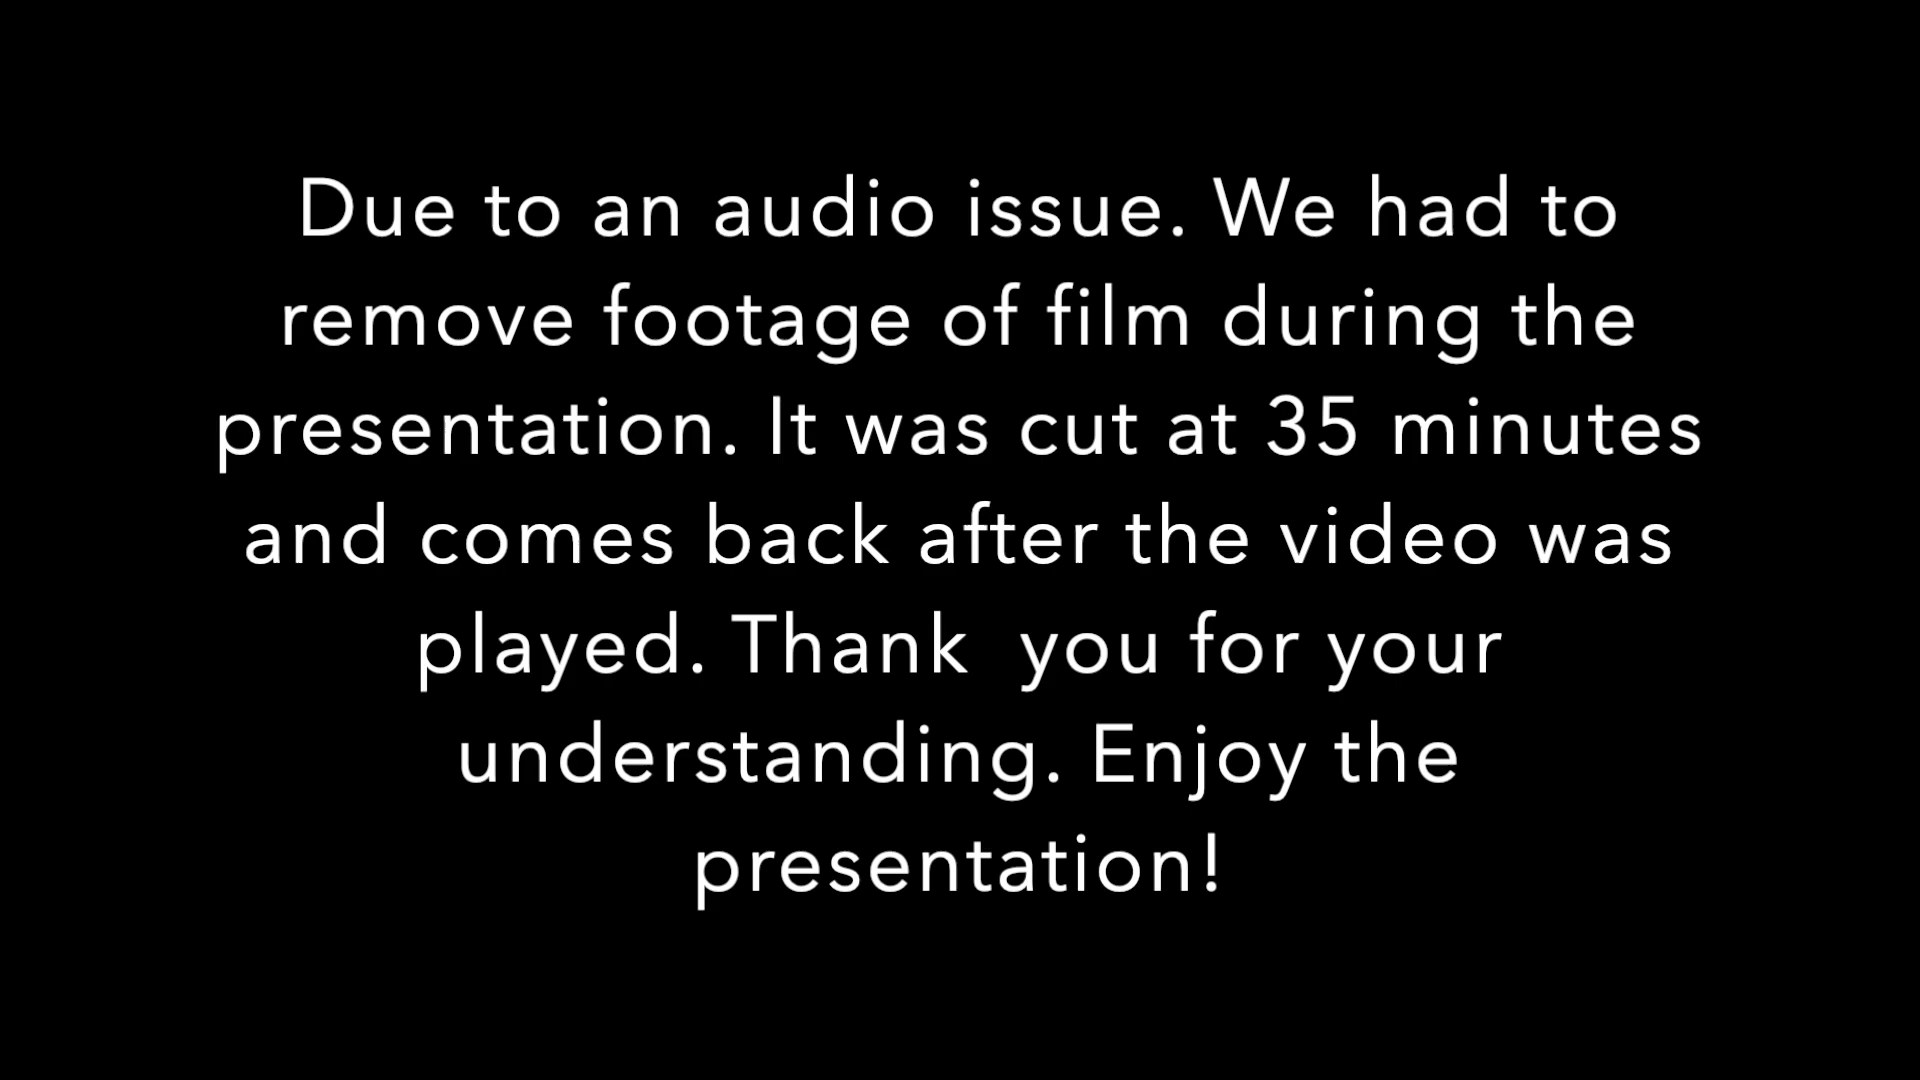 Due to an audio issue. We had to
remove footage of film during the
presentation. It was cut at 35 minutes
and comes back after the video was
played. Thank  you for your
understanding. Enjoy the
presentation!